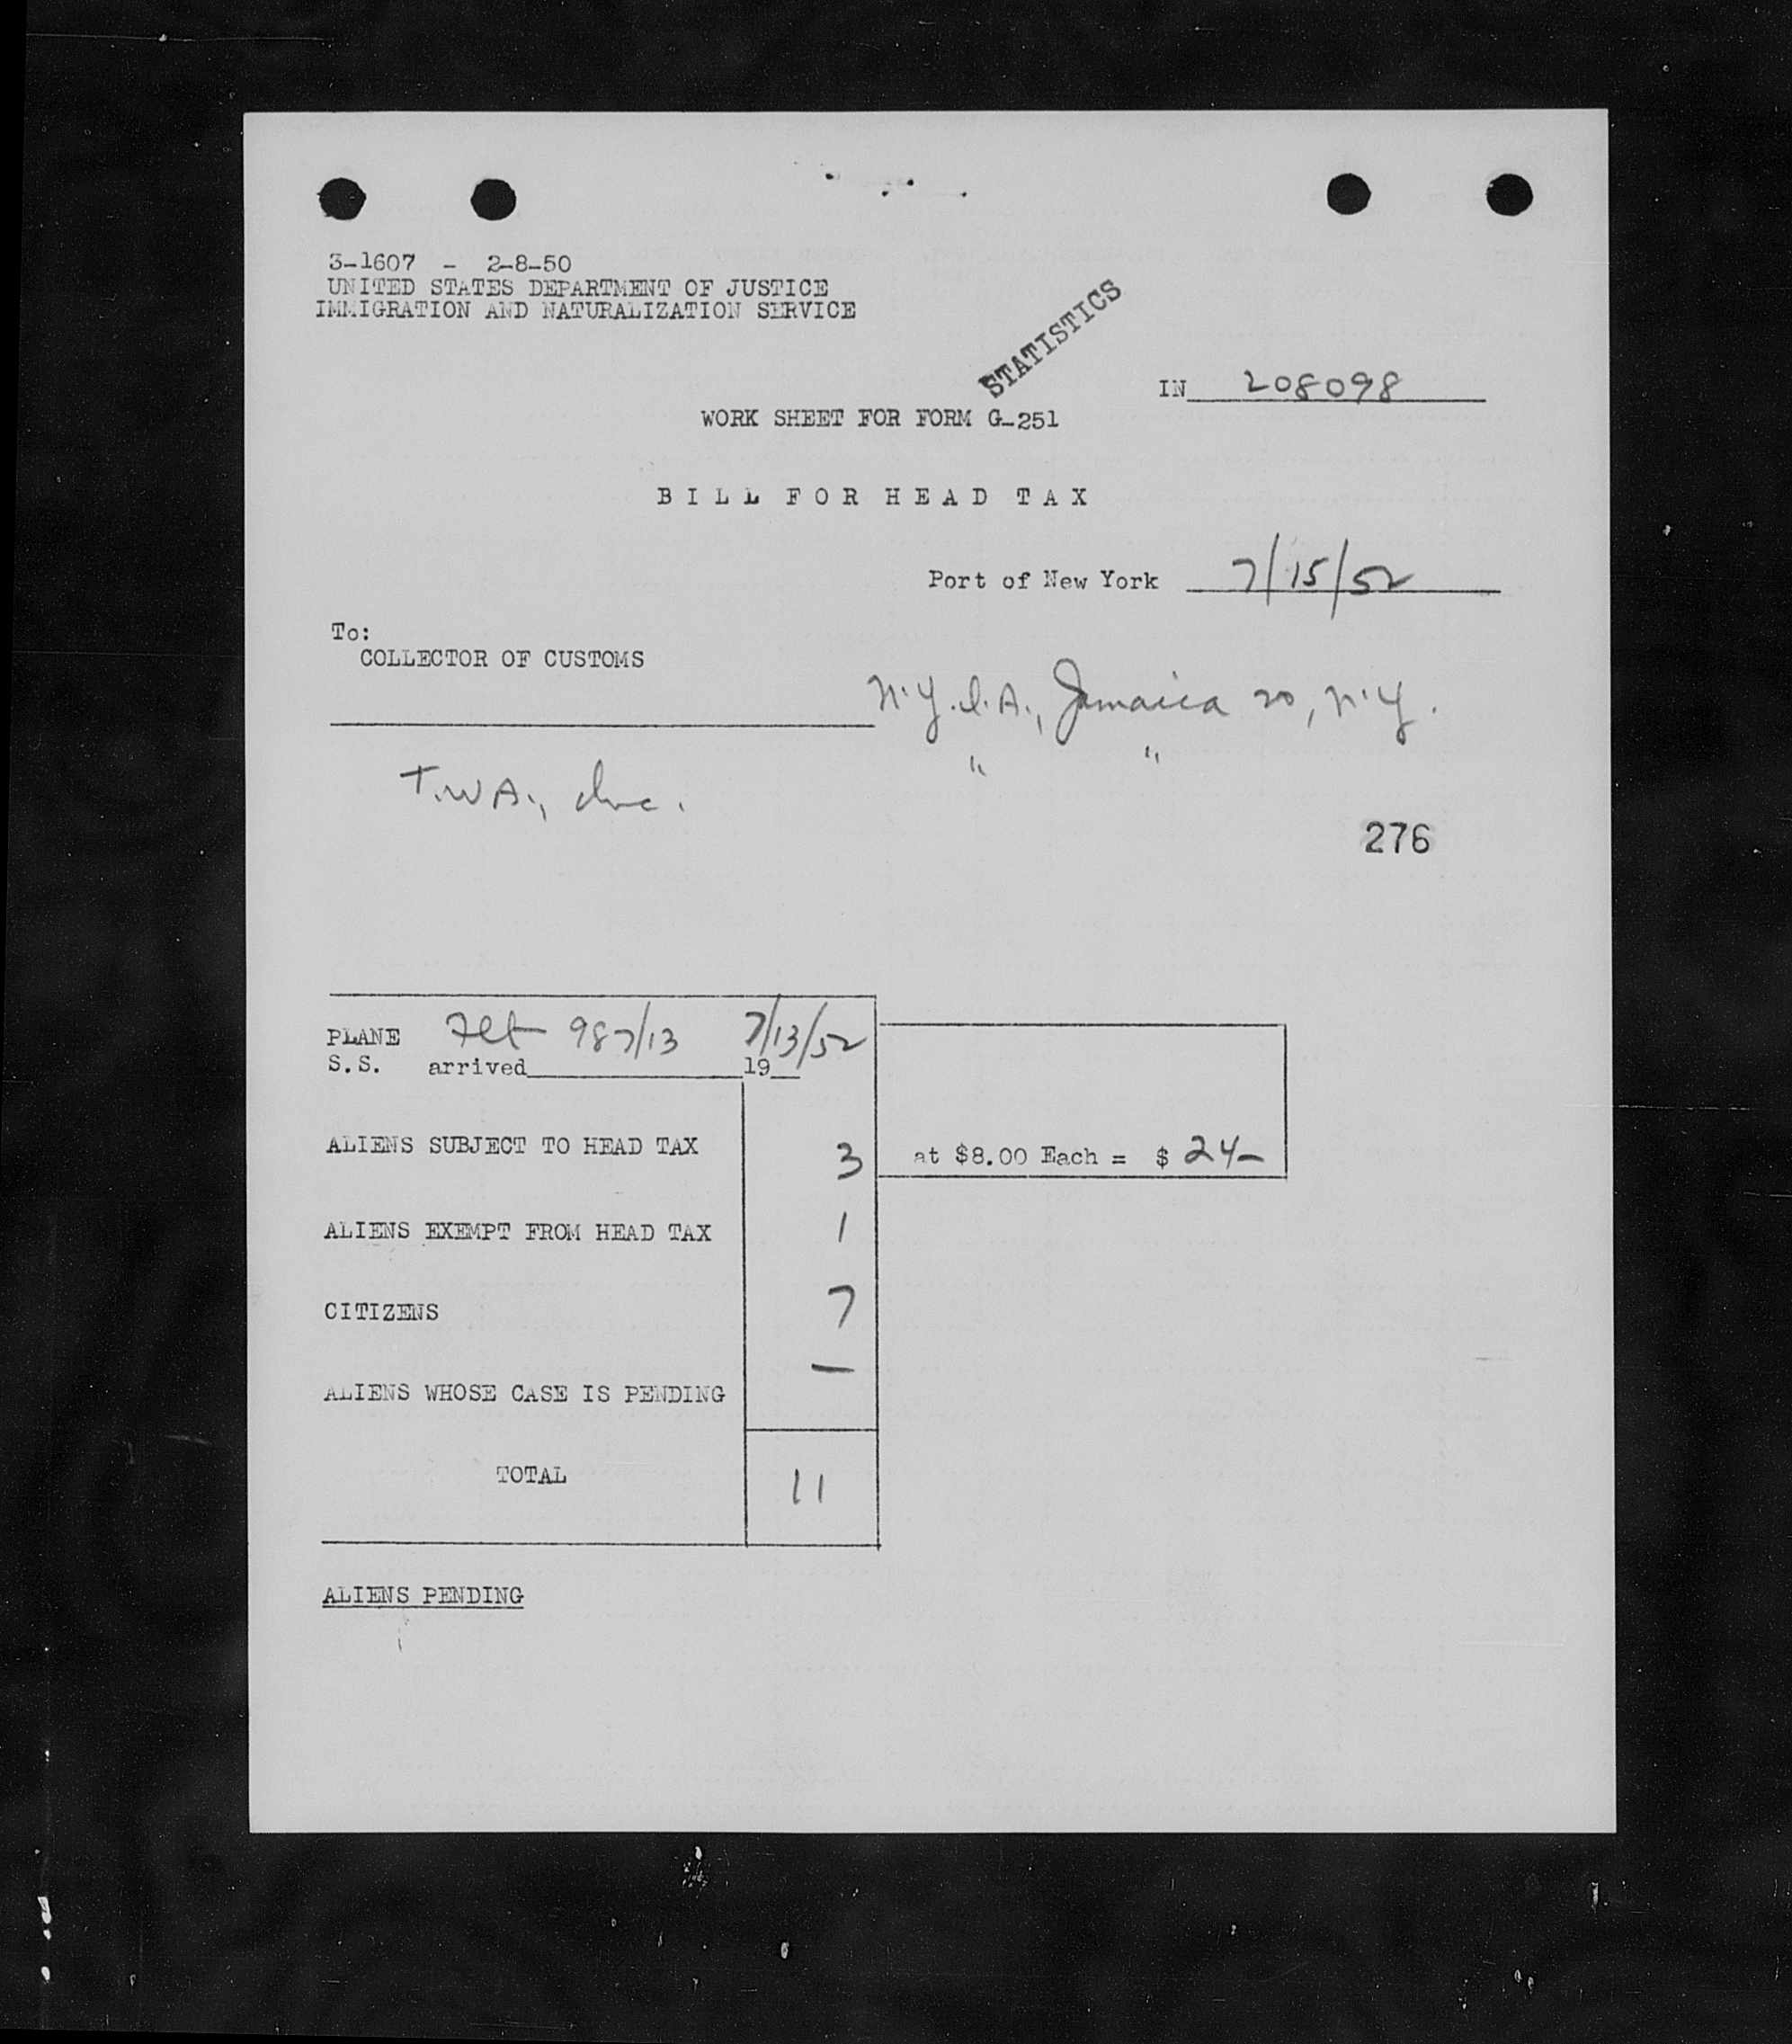 3-1607 - 2-8-50
UNITED STATES DEPARTMENT OF JUSTICE
IMMIGRATION AND NATURALIZATION SERVICE
STATISTICS
IN 208098
WORK SHEET FOR FORM G-251
BILL FOR HEAD TAX
Port of New York 7/15/52
To:
COLLECTOR OF CUSTOMS
N.Y.I.A., Jamaica 20, N.Y.
" "
T.W.A., Inc.
276
PLANE Flt 987/13 7/13/52
S.S. arrived 19
ALIENS SUBJECT TO HEAD TAX 3 at $8.00 Each = $ 24-
ALIENS EXEMPT FROM HEAD TAX 1
CITIZENS 7
ALIENS WHOSE CASE IS PENDING -
TOTAL 11
ALIENS PENDING